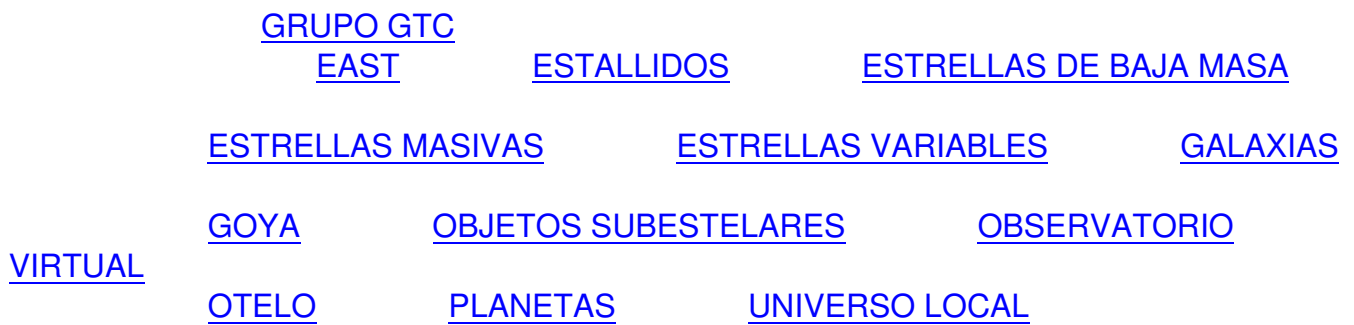 GRUPO GTC
EAST ESTALLIDOS ESTRELLAS DE BAJA MASA
ESTRELLAS MASIVAS ESTRELLAS VARIABLES GALAXIAS
GOYA OBJETOS SUBESTELARES OBSERVATORIO
VIRTUAL
OTELO PLANETAS UNIVERSO LOCAL